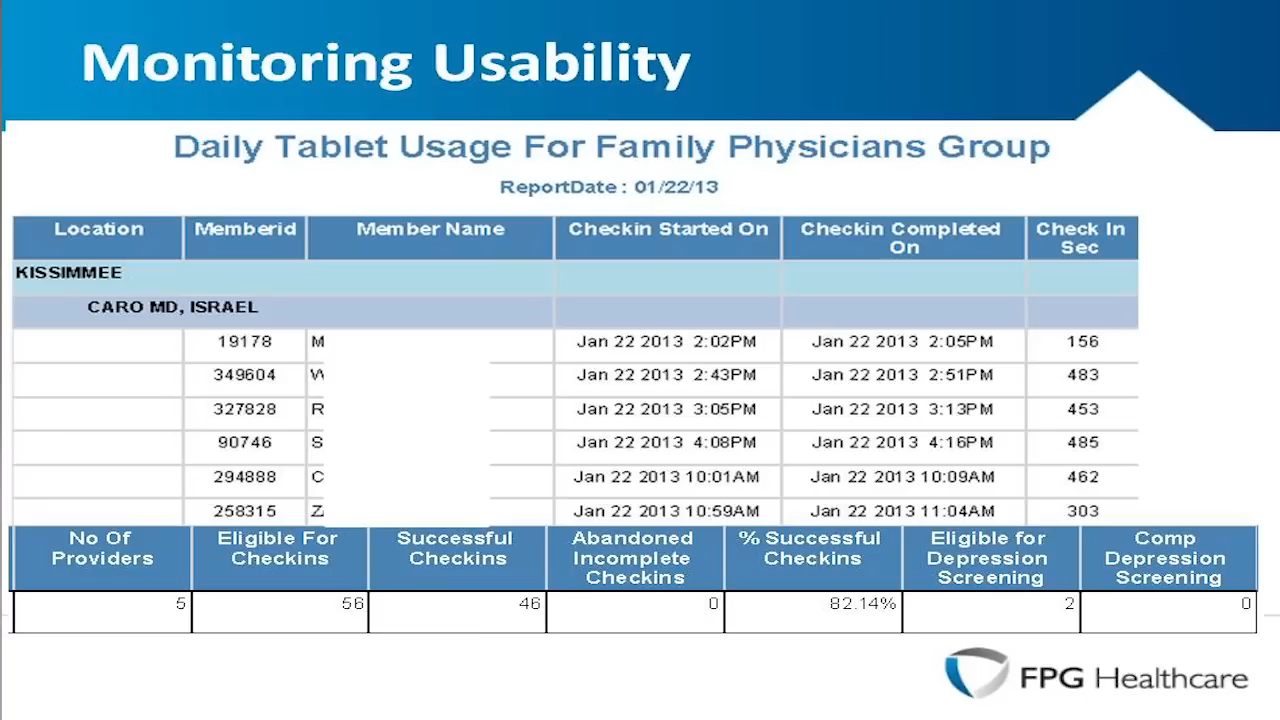 Monitoring Usability
Daily Tablet Usage For Family Physicians Group
ReportDate : 01/22/13
Location Memberid Member Name Checkin Started On Checkin Completed On Check In Sec
KISSIMMEE
CARO MD, ISRAEL
19178 M Jan 22 2013 2:02PM Jan 22 2013 2:05PM 156
349604 W Jan 22 2013 2:43PM Jan 22 2013 2:51PM 483
327828 R Jan 22 2013 3:05PM Jan 22 2013 3:13PM 453
90746 S Jan 22 2013 4:08PM Jan 22 2013 4:16PM 485
294888 C Jan 22 2013 10:01AM Jan 22 2013 10:09AM 462
258315 Z Jan 22 2013 10:59AM Jan 22 2013 11:04AM 303
No Of Providers Eligible For Checkins Successful Checkins Abandoned Incomplete Checkins % Successful Checkins Eligible for Depression Screening Comp Depression Screening
5 56 46 0 82.14% 2 0
FPG Healthcare